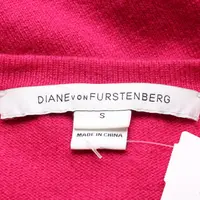 DIANE VON FURSTENBERG
S
MADE IN CHINA